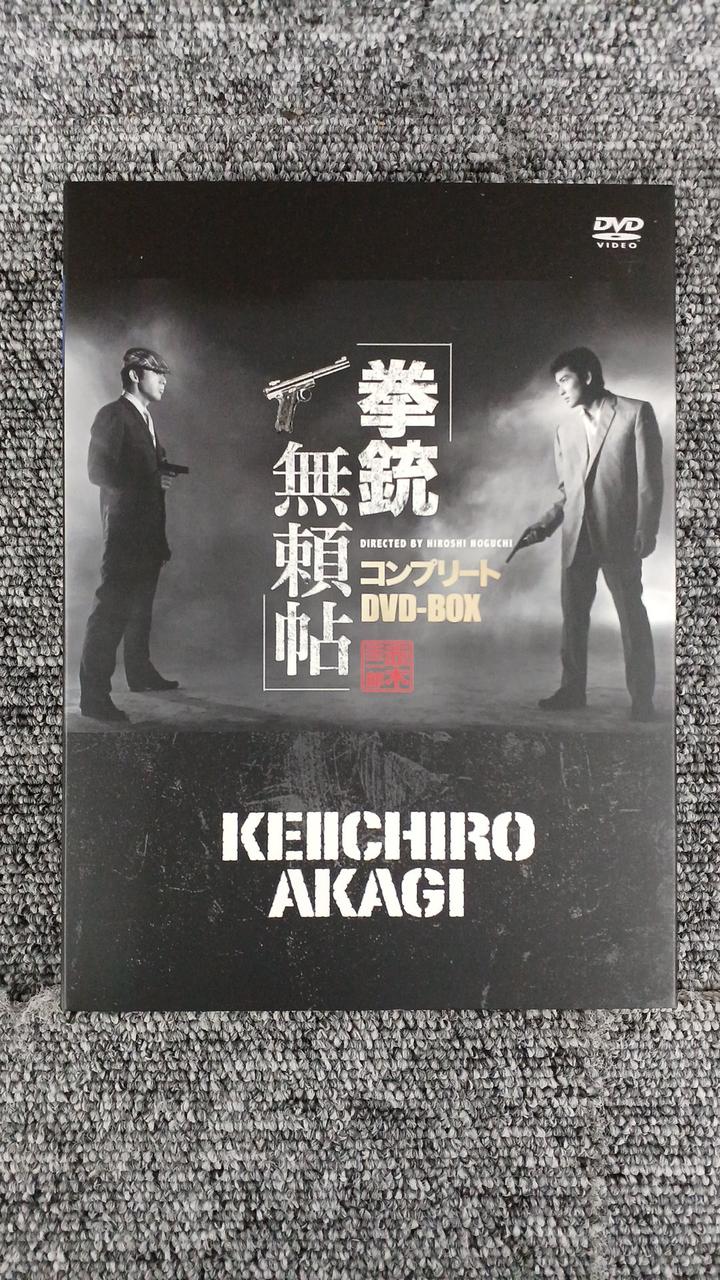 DVD
VIDEO
拳銃
無頼帖
DIRECTED BY HIROSHI NOGUCHI
コンプリート
DVD-BOX
KEIICHIRO
AKAGI